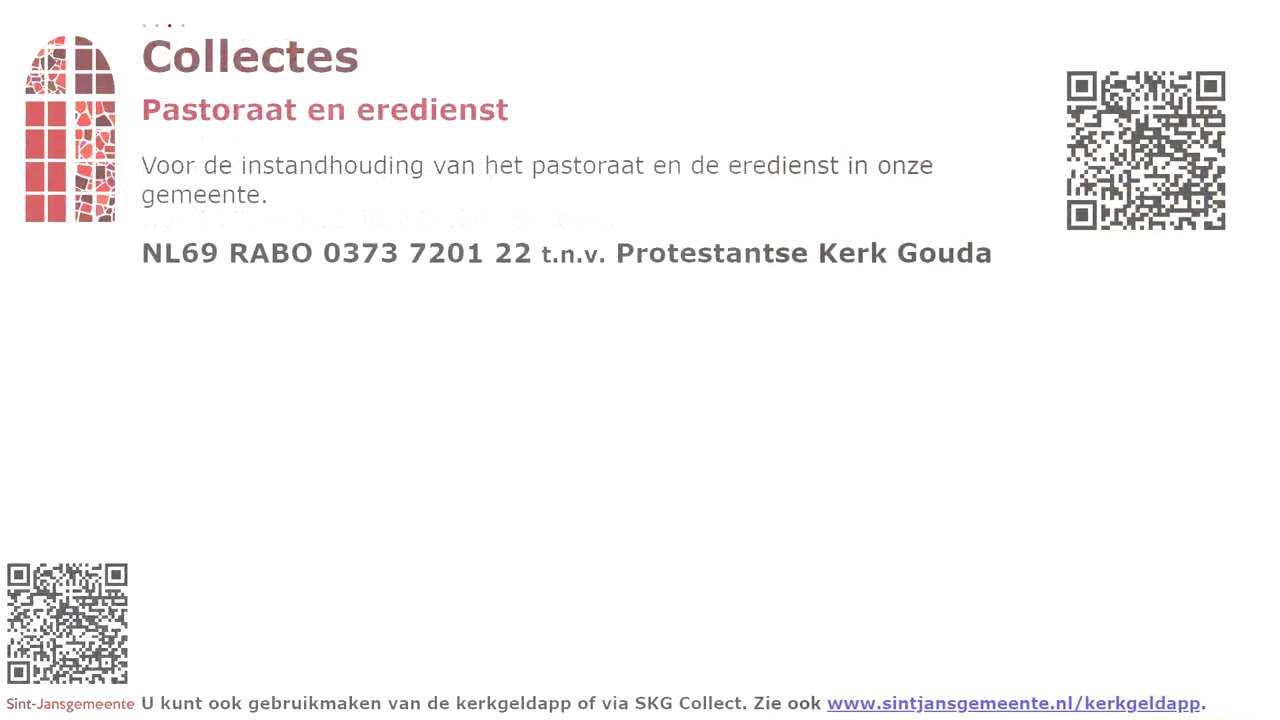 Collectes
Pastoraat en eredienst
Voor de instandhouding van het pastoraat en de eredienst in onze
gemeente.
NL69 RABO 0373 7201 22 t.n.v. Protestantse Kerk Gouda
Sint-Jansgemeente U kunt ook gebruikmaken van de kerkgeldapp of via SKG Collect. Zie ook www.sintjansgemeente.nl/kerkgeldapp.